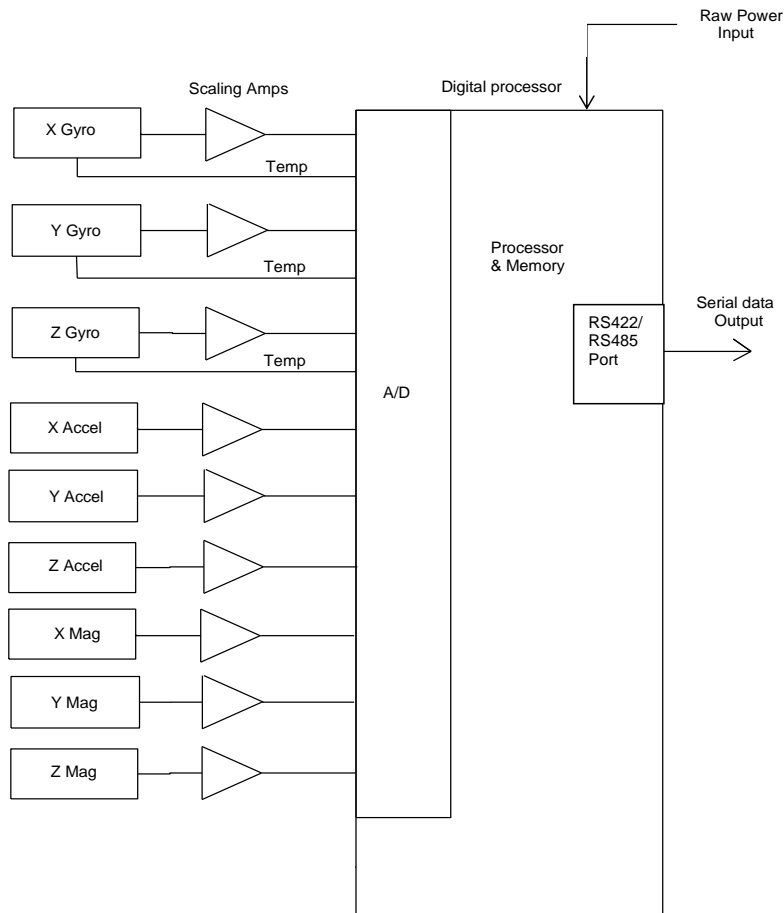 Raw Power
Input
Scaling Amps
Digital processor
X Gyro
Temp
Y Gyro
Temp
Processor
& Memory
Z Gyro
Temp
RS422/
RS485
Port
Serial data
Output
A/D
X Accel
Y Accel
Z Accel
X Mag
Y Mag
Z Mag